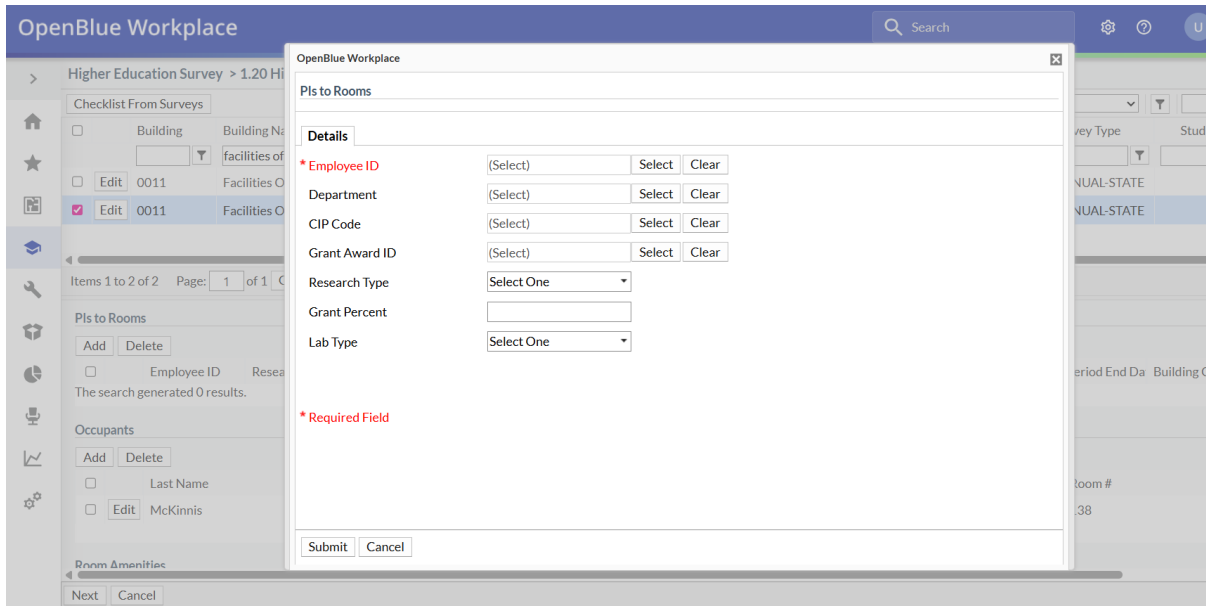 OpenBlue Workplace
Search
U
OpenBlue Workplace
Higher Education Survey > 1.20 Hi
PIs to Rooms
Checklist From Surveys
Building
Building Na
vey Type
Stud
Details
facilities of
* Employee ID (Select) Select Clear
Edit 0011 Facilities O
NUAL-STATE
Department (Select) Select Clear
Edit 0011 Facilities O
NUAL-STATE
CIP Code (Select) Select Clear
Grant Award ID (Select) Select Clear
Items 1 to 2 of 2 Page: 1 of 1
Research Type Select One
Grant Percent
PIs to Rooms
Lab Type Select One
Add Delete
Employee ID Resea
eriod End Da Building
The search generated 0 results.
* Required Field
Occupants
Add Delete
Last Name
Room #
Edit McKinnis
38
Submit Cancel
Room Amenities
Next Cancel